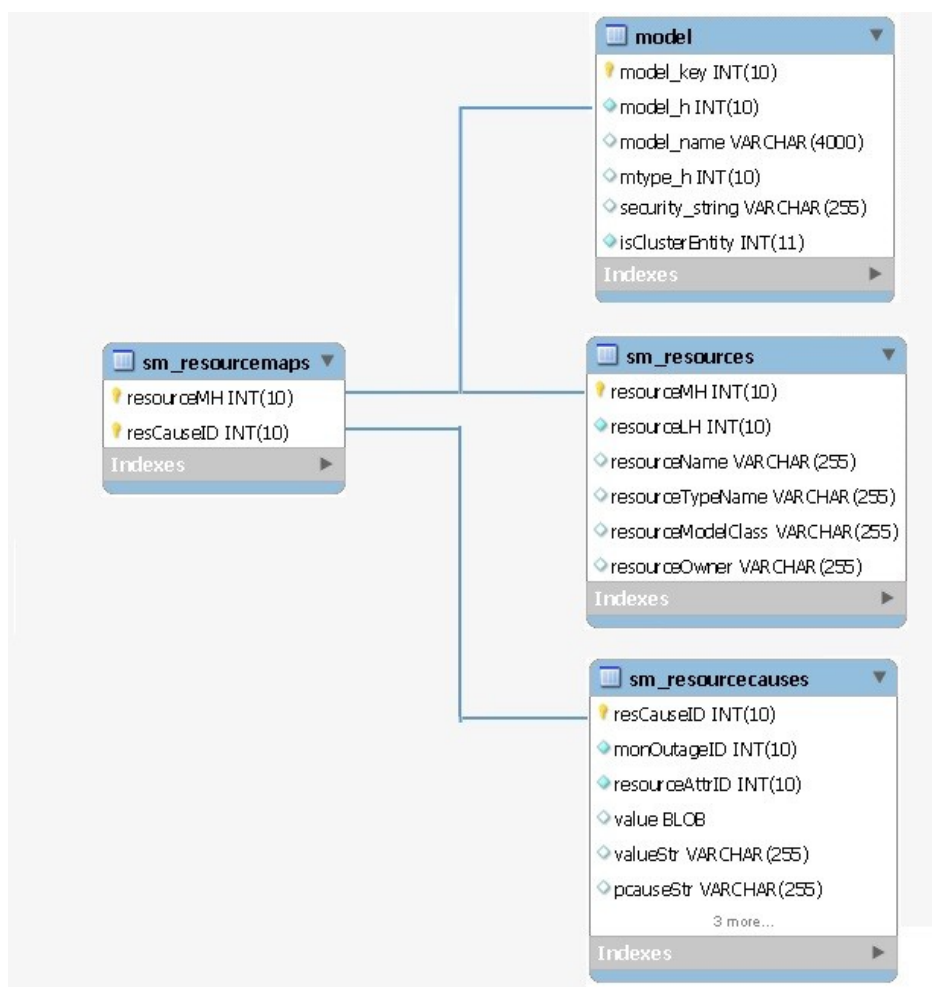 model
model_key INT(10)
model_h INT(10)
model_name VARCHAR(4000)
mtype_h INT(10)
security_string VARCHAR(255)
isClusterEntity INT(11)
Indexes
sm_resourcemaps
resourceMH INT(10)
resCauseID INT(10)
Indexes
sm_resources
resourceMH INT(10)
resourceLH INT(10)
resourceName VARCHAR(255)
resourceTypeName VARCHAR(255)
resourceModelClass VARCHAR(255)
resourceOwner VARCHAR(255)
Indexes
sm_resourcecauses
resCauseID INT(10)
monOutageID INT(10)
resourceAttrID INT(10)
value BLOB
valueStr VARCHAR(255)
pcauseStr VARCHAR(255)
3 more...
Indexes